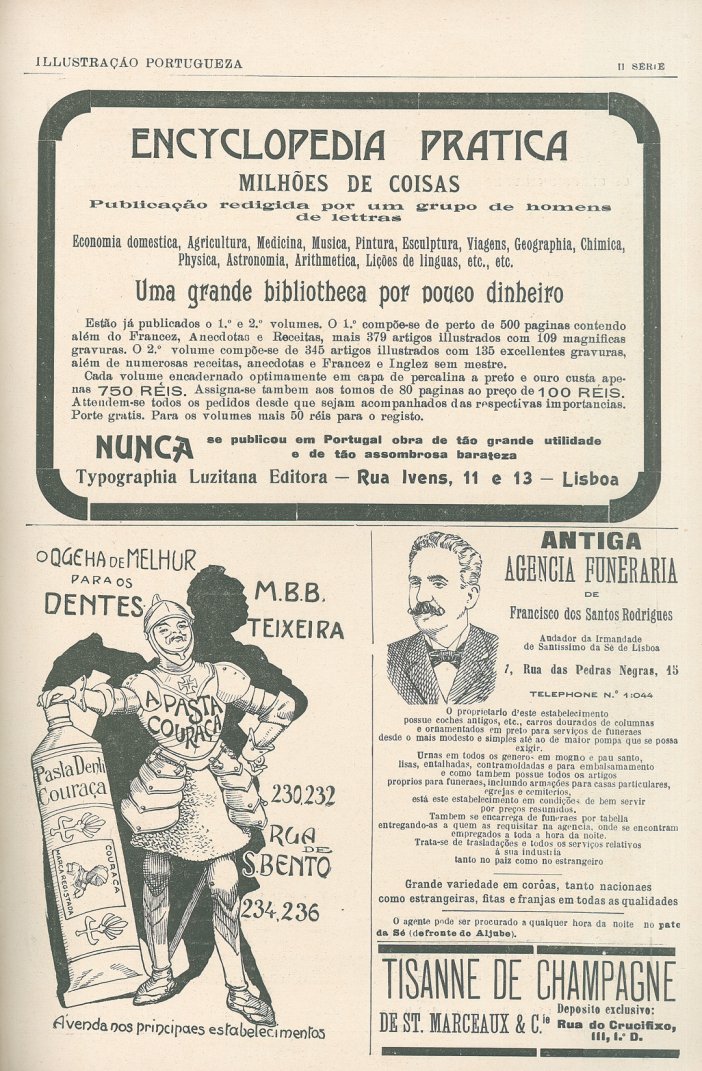 ILLUSTRAÇÃO PORTUGUEZA
II SÉRIE
ENCYCLOPEDIA PRATICA
MILHÕES DE COISAS
Publicação redigida por um grupo de homens
de lettras
Economia domestica, Agricultura, Medicina, Musica, Pintura, Esculptura, Viagens, Geographia, Chimica,
Physica, Astronomia, Arithmetica, Lições de linguas, etc., etc.
Uma grande bibliotheca por pouco dinheiro
Estão já publicados o 1.º e 2.º volumes. O 1.º compõe-se de perto de 500 paginas contendo
além do Francez, Anecdotas e Receitas, mais 379 artigos illustrados com 109 magnificas
gravuras. O 2.º volume compõe-se de 345 artigos illustrados com 135 excellentes gravuras,
além de numerosas receitas, anecdotas e Francez e Inglez sem mestre.
Cada volume encadernado optimamente em capa de percalina a preto e ouro custa ape-
nas 750 RÉIS. Assigna-se tambem aos tomos de 80 paginas ao preço de 100 RÉIS.
Attendem-se todos os pedidos desde que sejam acompanhados das respectivas importancias.
Porte gratis. Para os volumes mais 50 réis para o registo.
NUNCA se publicou em Portugal obra de tão grande utilidade
e de tão assombrosa barateza
Typographia Luzitana Editora — Rua Ivens, 11 e 13 — Lisboa
O QGEHA DE MELHUR
PARA OS
DENTES
M.B.B.
TEIXEIRA
A PASTA
COURAÇA
Pasta Denti
Couraça
COURAÇA
MARCA REGISTADA
230,232
RUA
DE
S. BENTO
234,236
Á venda nos principaes estabelecimentos
ANTIGA
AGENCIA FUNERARIA
DE
Francisco dos Santos Rodrigues
Andador da Irmandade
de Santissimo da Sé de Lisboa
7, Rua das Pedras Negras, 15
TELEPHONE N.º 1:044
O proprietario d'este estabelecimento
possue coches antigos, etc., carros dourados de columnas
e ornamentados em preto para serviços de funeraes
desde o mais modesto e simples até ao de maior pompa que se possa
exigir.
Urnas em todos os generos em mogno e pau santo,
lisas, entalhadas, contramoldadas e para embalsamamento
e como tambem possue todos os artigos
proprios para funeraes, incluindo armações para casas particulares,
egrejas e cemiterios,
está este estabelecimento em condições de bem servir
por preços resumidos.
Tambem se encarrega de funeraes por tabella
entregando-as a quem as requisitar na agencia, onde se encontram
empregados a toda a hora da noite.
Trata-se de trasladações e todos os serviços relativos
á sua industria
tanto no paiz como no estrangeiro
Grande variedade em corôas, tanto nacionaes
como estrangeiras, fitas e franjas em todas as qualidades
O agente póde ser procurado a qualquer hora da noite no pateo
da Sé (defronte do Aljube).
TISANNE DE CHAMPAGNE
DE ST. MARCEAUX & C.ie
Deposito exclusivo:
Rua do Crucifixo,
III, 1.º D.